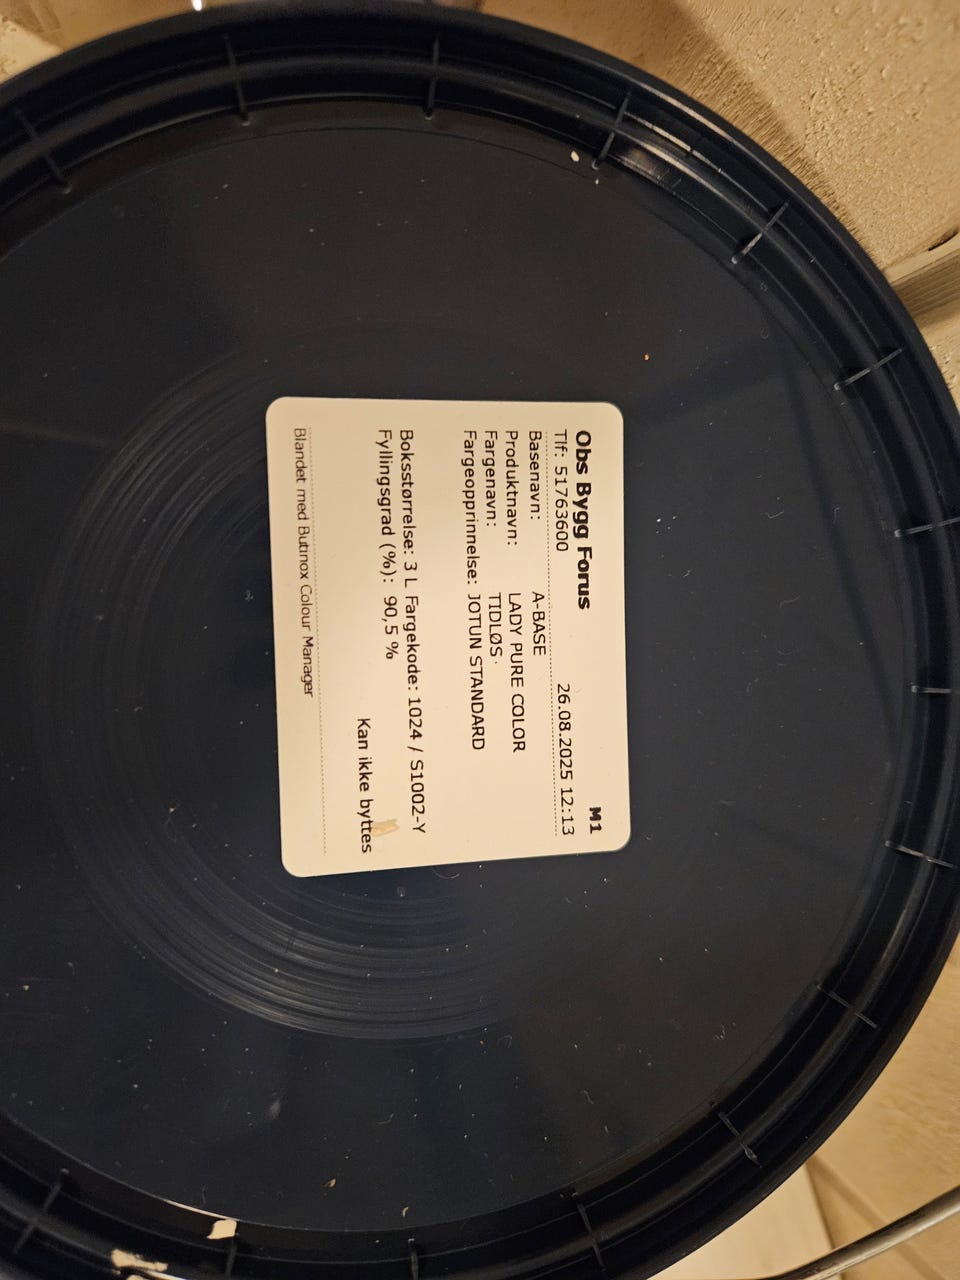 Obs Bygg Forus M1
Tlf: 51763600 26.08.2025 12:13
Basenavn: A-BASE
Produktnavn: LADY PURE COLOR
Fargenavn: TIDLØS
Fargeopprinnelse: JOTUN STANDARD
Boksstørrelse: 3 L Fargekode: 1024 / S1002-Y
Fyllingsgrad (%): 90,5 %
Kan ikke byttes
Blandet med Butinox Colour Manager